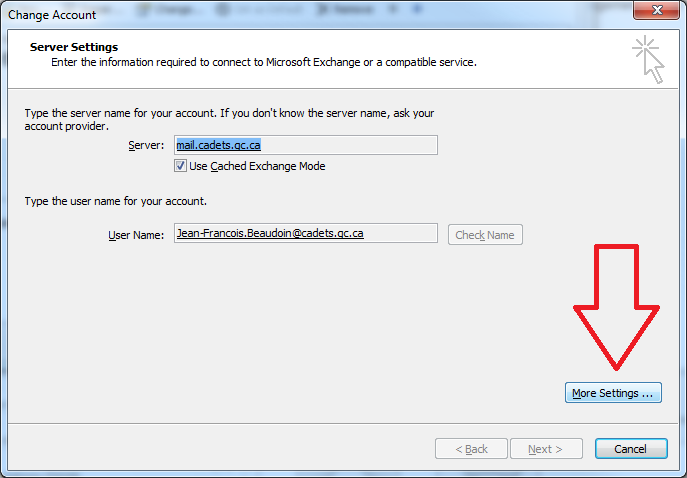 Change Account
Server Settings
Enter the information required to connect to Microsoft Exchange or a compatible service.
Type the server name for your account. If you don't know the server name, ask your
account provider.
Server: mail.cadets.gc.ca
Use Cached Exchange Mode
Type the user name for your account.
User Name: Jean-Francois.Beaudoin@cadets.gc.ca Check Name
More Settings ...
< Back Next > Cancel